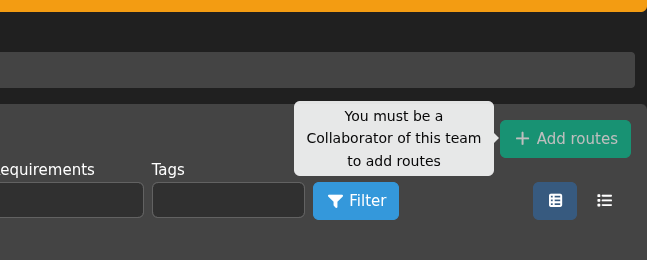 You must be a
Collaborator of this team
to add routes
+ Add routes
equirements
Tags
Filter